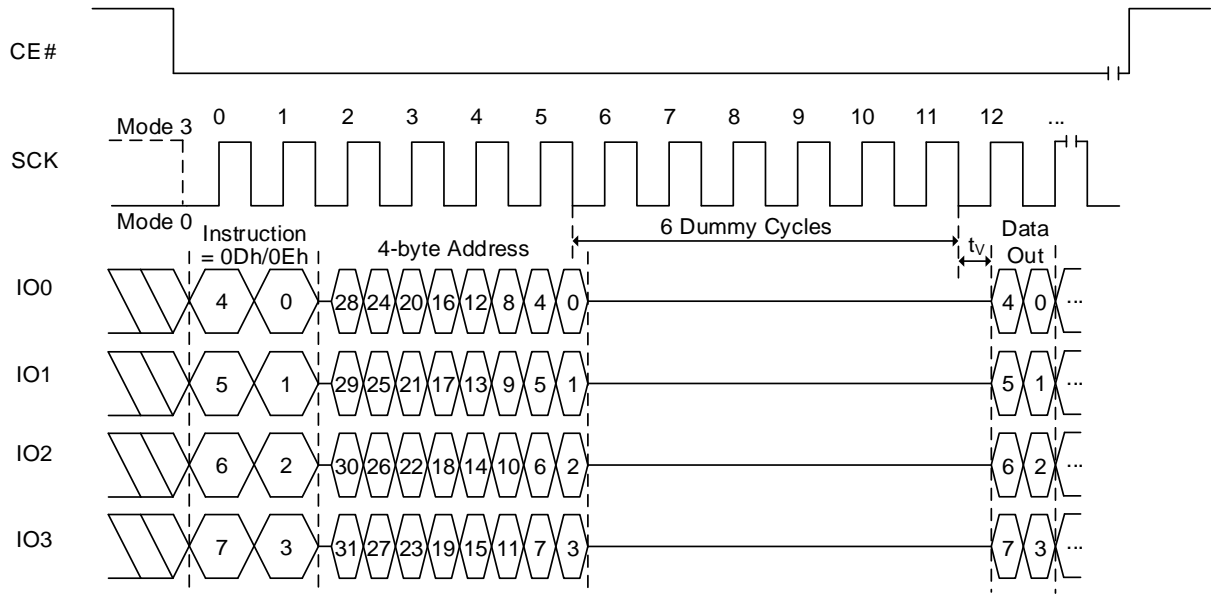 CE#
0 1 2 3 4 5 6 7 8 9 10 11 12 ...
Mode 3
SCK
Mode 0
Instruction
= 0Dh/0Eh
4-byte Address
6 Dummy Cycles
tV
Data
Out
IO0 4 0 28 24 20 16 12 8 4 0 4 0 ...
IO1 5 1 29 25 21 17 13 9 5 1 5 1 ...
IO2 6 2 30 26 22 18 14 10 6 2 6 2 ...
IO3 7 3 31 27 23 19 15 11 7 3 7 3 ...